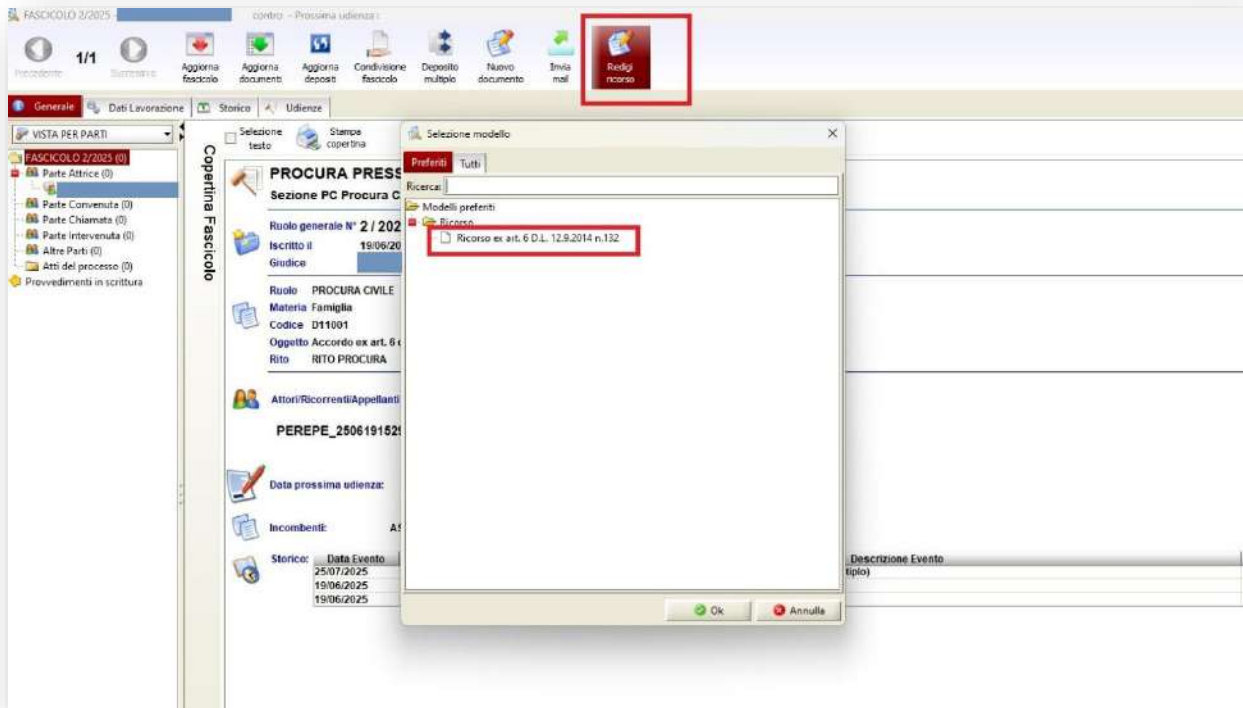 FASCICOLO 2/2025 - contro - Prossima udienza :
Precedente 1/1 Successivo
Aggiorna fascicolo
Aggiorna documenti
Aggiorna depositi
Condivisione fascicolo
Deposito multiplo
Nuovo documento
Invia mail
Redigi ricorso
Generale Dati Lavorazione Storico Udienze
VISTA PER PARTI
FASCICOLO 2/2025 (0)
Parte Attrice (0)
Parte Convenuta (0)
Parte Chiamata (0)
Parte Intervenuta (0)
Altre Parti (0)
Atti del processo (0)
Provvedimenti in scrittura
Copertina Fascicolo
Selezione testo
Stampa copertina
PROCURA PRESS
Sezione PC Procura C
Ruolo generale N° 2 / 202
Iscritto il 19/06/20
Giudice
Ruolo PROCURA CIVILE
Materia Famiglia
Codice D11001
Oggetto Accordo ex art. 6
Rito RITO PROCURA
Attori/Ricorrenti/Appellanti
PEREPE_250619152
Data prossima udienza:
Incombenti: AS
Storico: Data Evento Descrizione Evento
25/07/2025 tiplo)
19/06/2025
19/06/2025
Selezione modello
Preferiti Tutti
Ricerca:
Modelli preferiti
Ricorso
Ricorso ex art. 6 D.L. 12.9.2014 n.132
Ok Annulla